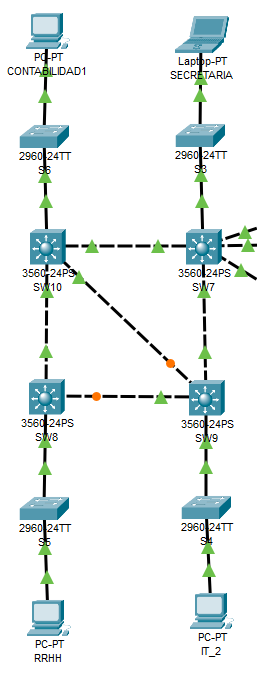 PC-PT
CONTABILIDAD1
Laptop-PT
SECRETARIA
2960-24TT
S6
2960-24TT
S3
3560-24PS
SW10
3560-24PS
SW7
3560-24PS
SW8
3560-24PS
SW9
2960-24TT
S5
2960-24TT
S4
PC-PT
RRHH
PC-PT
IT_2